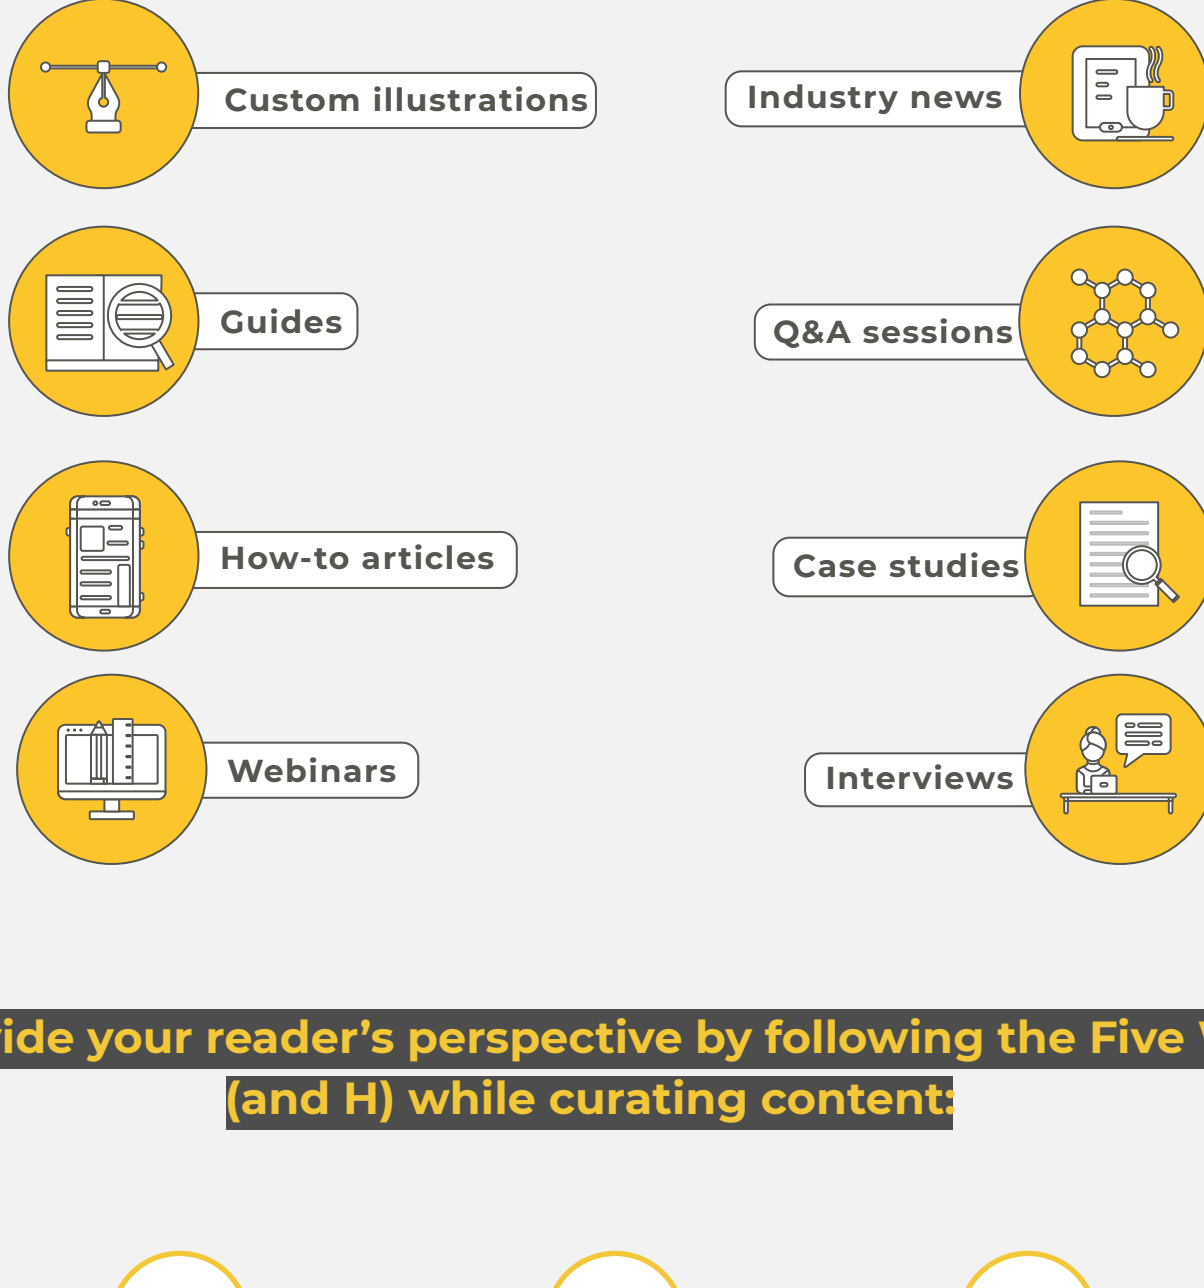 Custom illustrations
Industry news
Guides
Q&A sessions
How-to articles
Case studies
Webinars
Interviews
your reader’s perspective by following the Five
(and H) while curating content: